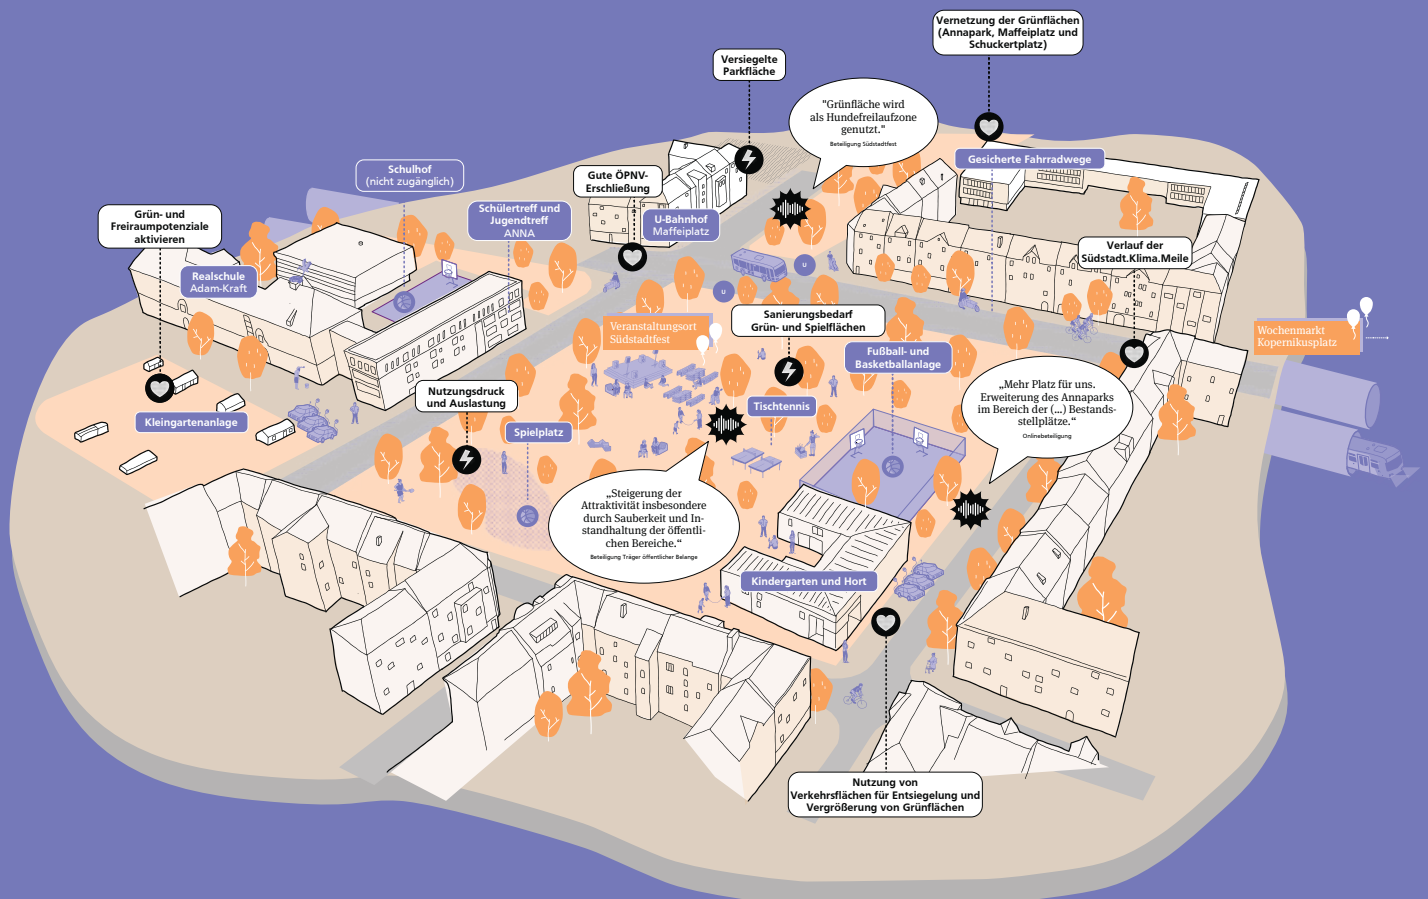 Vernetzung der Grünflächen
(Annapark, Maffeiplatz und
Schuckertplatz)
Versiegelte
Parkfläche
"Grünfläche wird
als Hundefreilaufzone
genutzt."
Beteiligung Südstadtfest
Gesicherte Fahrradwege
Schulhof
(nicht zugänglich)
Gute ÖPNV-
Erschließung
Grün- und
Freiraumpotenziale
aktivieren
Schülertreff und
Jugendtreff
ANNA
U-Bahnhof
Maffeiplatz
Verlauf der
Südstadt.Klima.Meile
Realschule
Adam-Kraft
U
U
Veranstaltungsort
Südstadtfest
Sanierungsbedarf
Grün- und Spielflächen
Wochenmarkt
Kopernikusplatz
Fußball- und
Basketballanlage
Nutzungsdruck
und Auslastung
„Mehr Platz für uns.
Erweiterung des Annaparks
im Bereich der (...) Bestands-
stellplätze.“
Onlinebeteiligung
Tischtennis
Kleingartenanlage
Spielplatz
„Steigerung der
Attraktivität insbesondere
durch Sauberkeit und In-
standhaltung der öffentli-
chen Bereiche.“
Beteiligung Träger öffentlicher Belange
Kindergarten und Hort
Nutzung von
Verkehrsflächen für Entsiegelung und
Vergrößerung von Grünflächen